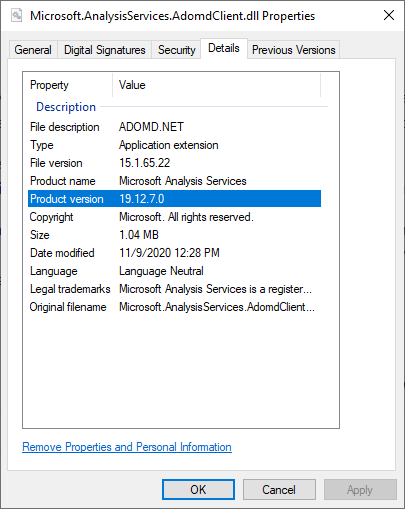 Microsoft.AnalysisServices.AdomdClient.dll Properties
General Digital Signatures Security Details Previous Versions
Property Value
Description
File description ADOMD.NET
Type Application extension
File version 15.1.65.22
Product name Microsoft Analysis Services
Product version 19.12.7.0
Copyright Microsoft. All rights reserved.
Size 1.04 MB
Date modified 11/9/2020 12:28 PM
Language Language Neutral
Legal trademarks Microsoft Analysis Services is a register...
Original filename Microsoft.AnalysisServices.AdomdClient...
Remove Properties and Personal Information
OK Cancel Apply